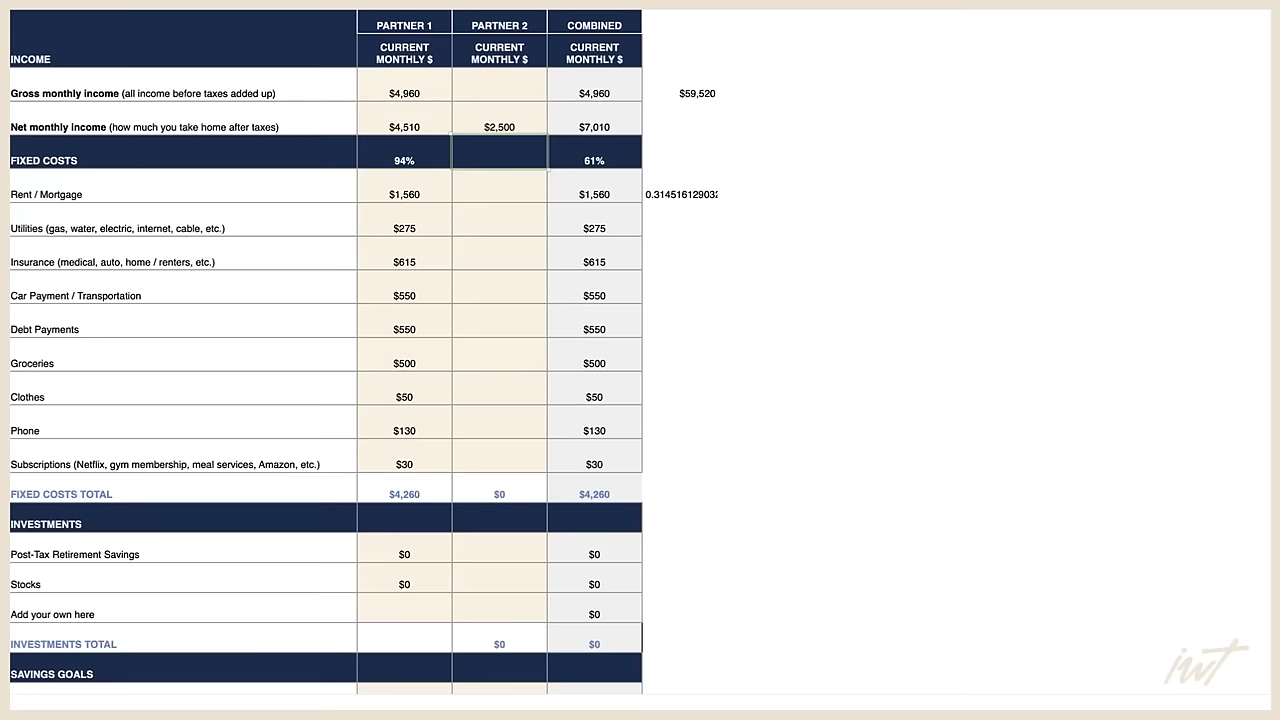 PARTNER 1 PARTNER 2 COMBINED
INCOME CURRENT MONTHLY $ CURRENT MONTHLY $ CURRENT MONTHLY $
Gross monthly income (all income before taxes added up) $4,960 $4,960 $59,520
Net monthly income (how much you take home after taxes) $4,510 $2,500 $7,010
FIXED COSTS 94% 61%
Rent / Mortgage $1,560 $1,560 0.314516129032
Utilities (gas, water, electric, internet, cable, etc.) $275 $275
Insurance (medical, auto, home / renters, etc.) $615 $615
Car Payment / Transportation $550 $550
Debt Payments $550 $550
Groceries $500 $500
Clothes $50 $50
Phone $130 $130
Subscriptions (Netflix, gym membership, meal services, Amazon, etc.) $30 $30
FIXED COSTS TOTAL $4,260 $0 $4,260
INVESTMENTS
Post-Tax Retirement Savings $0 $0
Stocks $0 $0
Add your own here $0
INVESTMENTS TOTAL $0 $0
SAVINGS GOALS
iwt